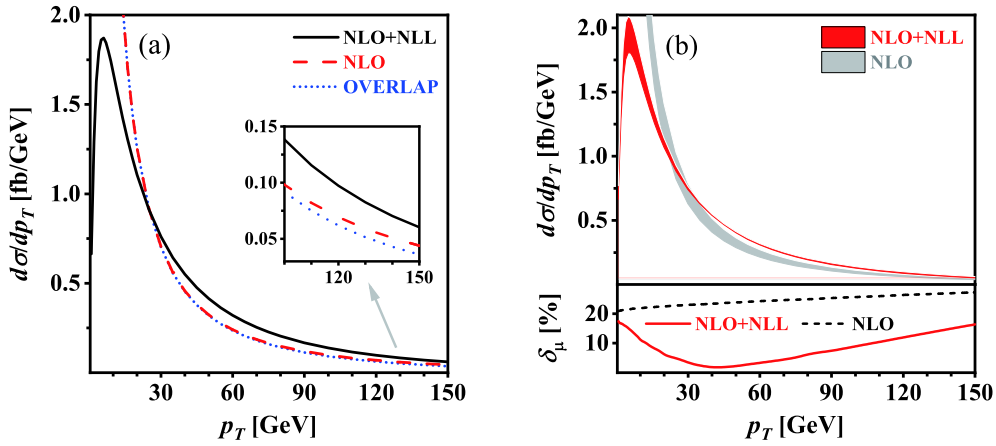 (a)
NLO+NLL
NLO
OVERLAP
dσ/dp_T [fb/GeV]
2.0
1.5
1.0
0.5
0.15
0.10
0.05
120
150
30
60
90
120
150
p_T [GeV]
(b)
NLO+NLL
NLO
dσ/dp_T [fb/GeV]
2.0
1.5
1.0
0.5
δ_μ [%]
20
10
NLO+NLL
NLO
30
60
90
120
150
p_T [GeV]